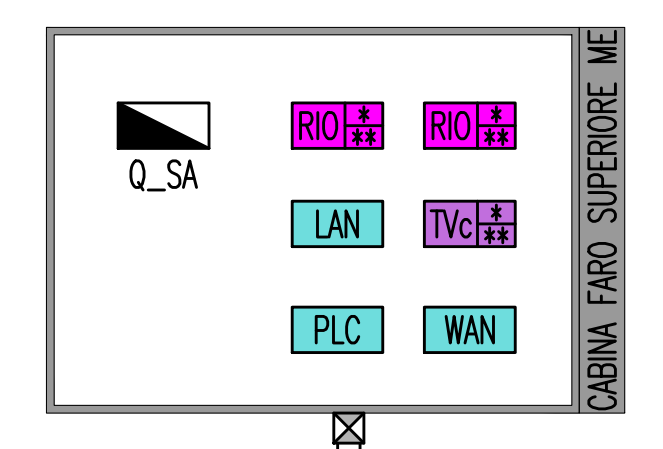 RIO * **
RIO * **
Q_SA
LAN
TVc * **
PLC
WAN
CABINA FARO SUPERIORE ME